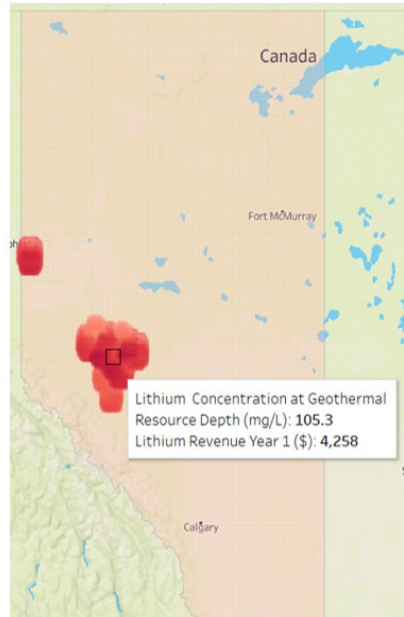 Canada
Fort McMurray
Lithium Concentration at Geothermal
Resource Depth (mg/L): 105.3
Lithium Revenue Year 1 ($): 4,258
Calgary